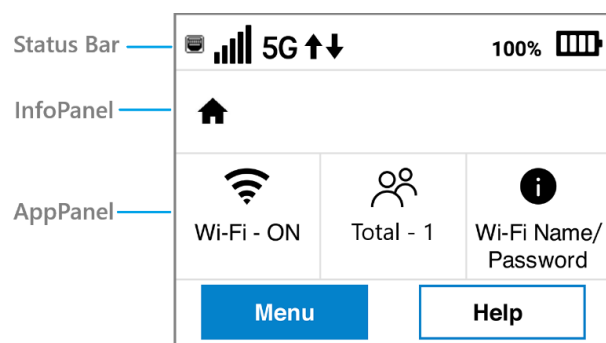 Status Bar
5G
100%
InfoPanel
AppPanel
Wi-Fi - ON
Total - 1
Wi-Fi Name/
Password
Menu
Help